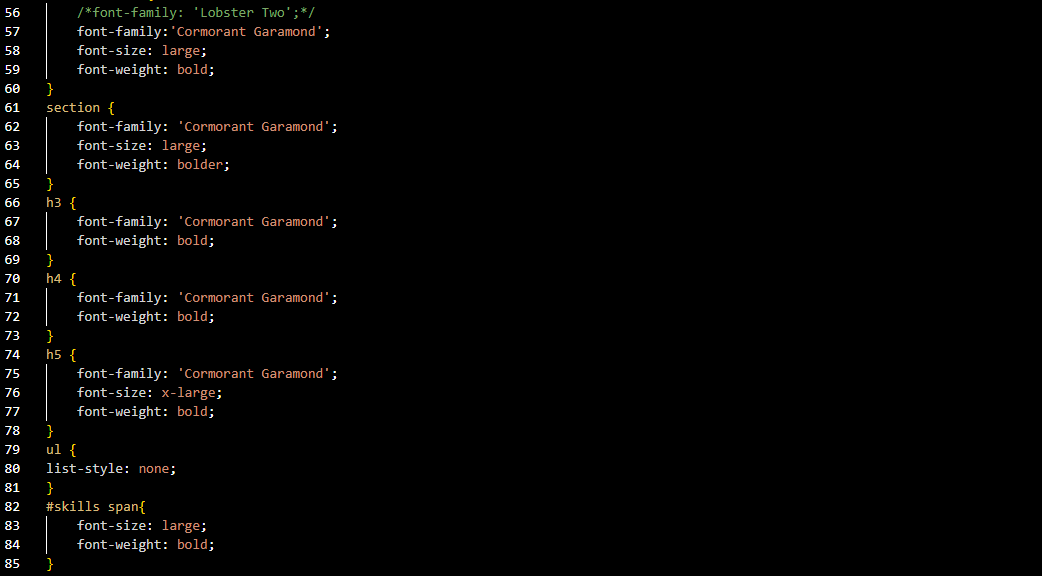 56 /*font-family: 'Lobster Two';*/
57 font-family:'Cormorant Garamond';
58 font-size: large;
59 font-weight: bold;
60 }
61 section {
62 font-family: 'Cormorant Garamond';
63 font-size: large;
64 font-weight: bolder;
65 }
66 h3 {
67 font-family: 'Cormorant Garamond';
68 font-weight: bold;
69 }
70 h4 {
71 font-family: 'Cormorant Garamond';
72 font-weight: bold;
73 }
74 h5 {
75 font-family: 'Cormorant Garamond';
76 font-size: x-large;
77 font-weight: bold;
78 }
79 ul {
80 list-style: none;
81 }
82 #skills span{
83 font-size: large;
84 font-weight: bold;
85 }